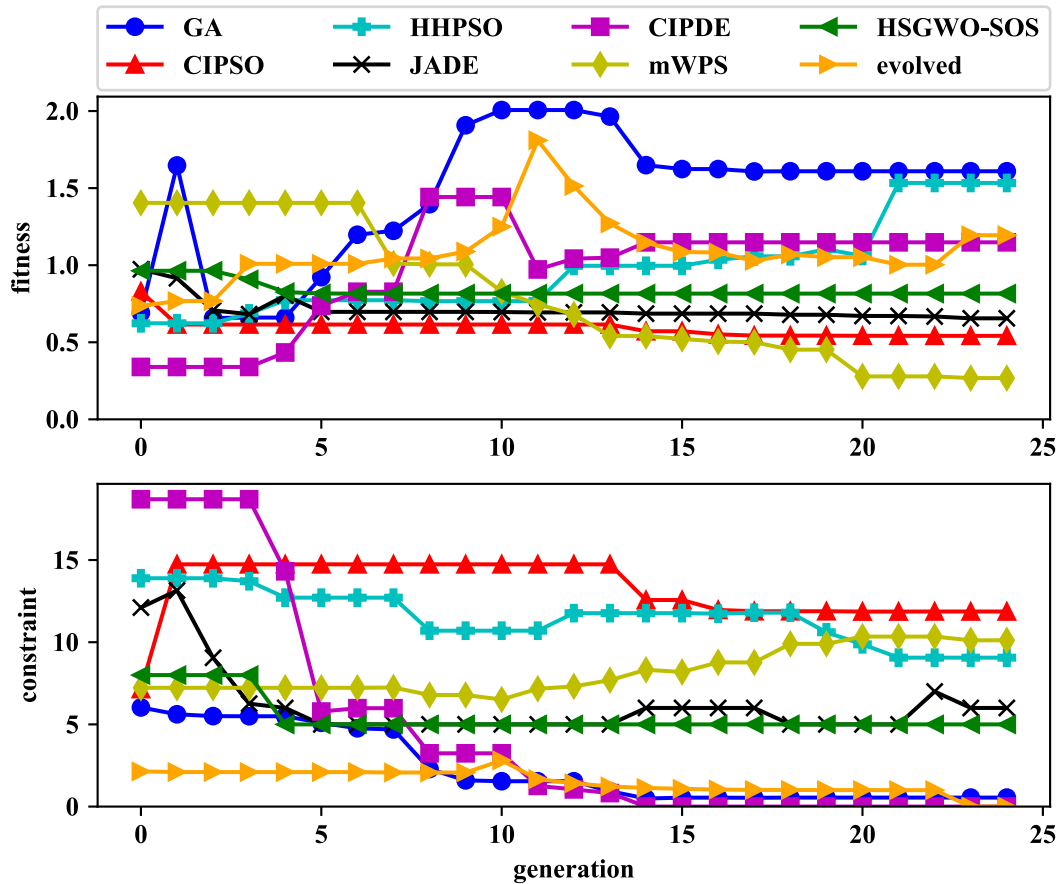 GA HHPSO CIPDE HSGWO-SOS
CIPSO JADE mWPS evolved
2.0
1.5
1.0
0.5
0.0
fitness
0 5 10 15 20 25
15
10
5
0
constraint
0 5 10 15 20 25
generation